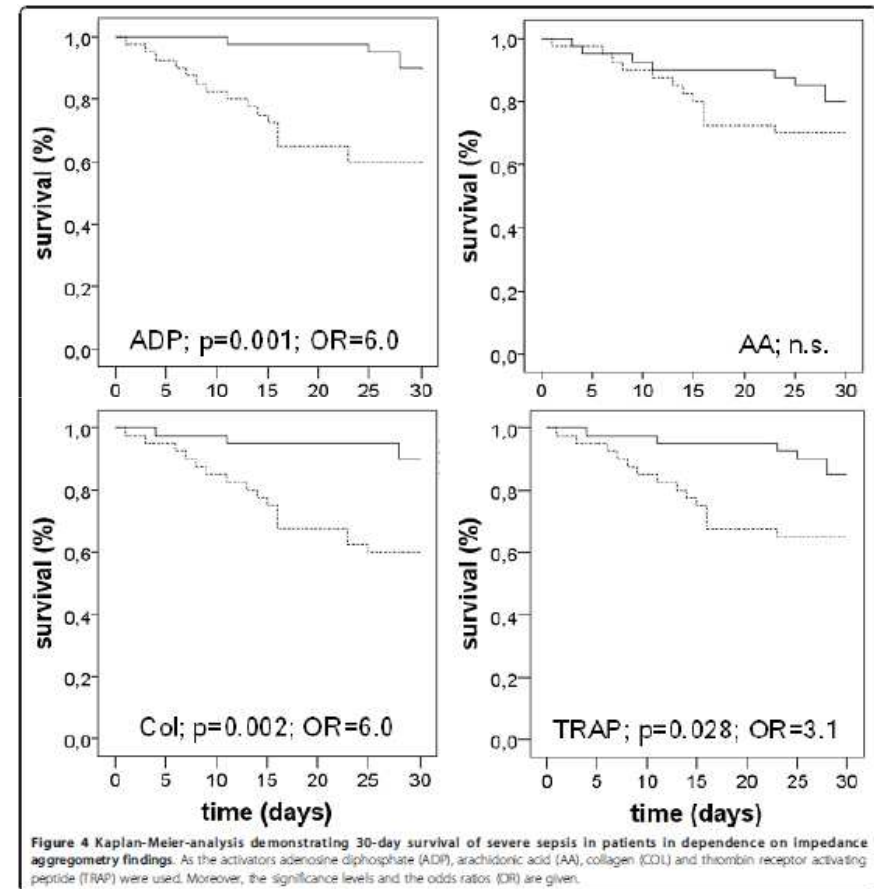 1,0
0,8
0,6
0,4
0,2
0,0
survival (%)
ADP; p=0.001; OR=6.0
0 5 10 15 20 25 30
1,0
0,8
0,6
0,4
0,2
0,0
survival (%)
AA; n.s.
0 5 10 15 20 25 30
1,0
0,8
0,6
0,4
0,2
0,0
survival (%)
Col; p=0.002; OR=6.0
0 5 10 15 20 25 30
time (days)
1,0
0,8
0,6
0,4
0,2
0,0
survival (%)
TRAP; p=0.028; OR=3.1
0 5 10 15 20 25 30
time (days)
Figure 4 Kaplan-Meier-analysis demonstrating 30-day survival of severe sepsis in patients in dependence on impedance
aggregometry findings. As the activators adenosine diphosphate (ADP), arachidonic acid (AA), collagen (COL) and thrombin receptor activating
peptide (TRAP) were used. Moreover, the significance levels and the odds ratios (OR) are given.